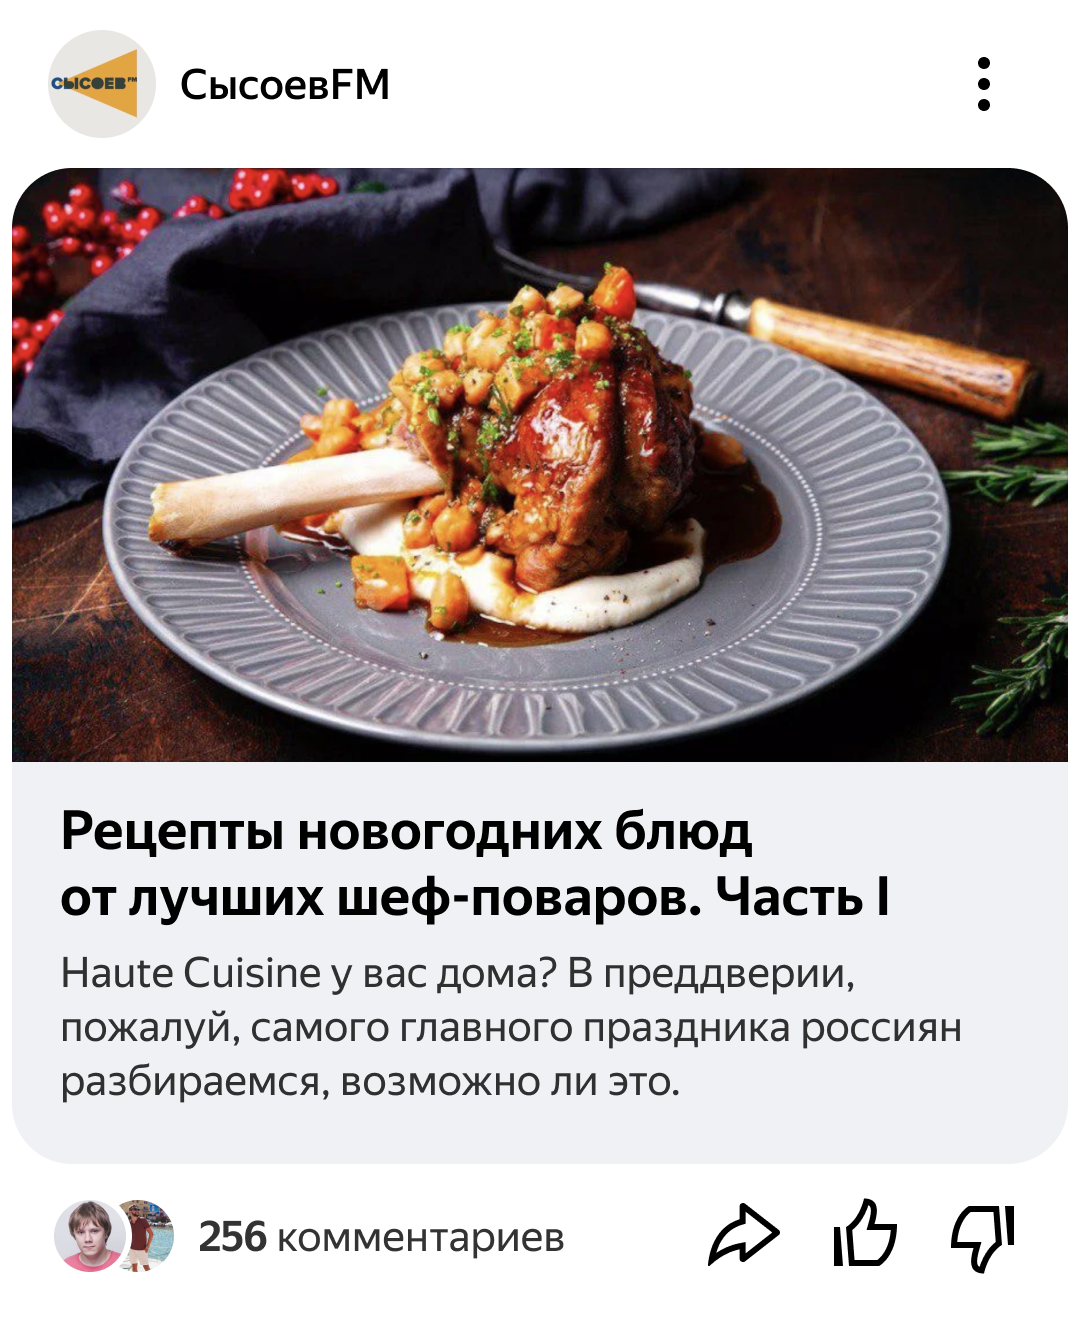 СЫСОЕВ FM
СысоевFM
Рецепты новогодних блюд
от лучших шеф-поваров. Часть I
Haute Cuisine у вас дома? В преддверии,
пожалуй, самого главного праздника россиян
разбираемся, возможно ли это.
256 комментариев